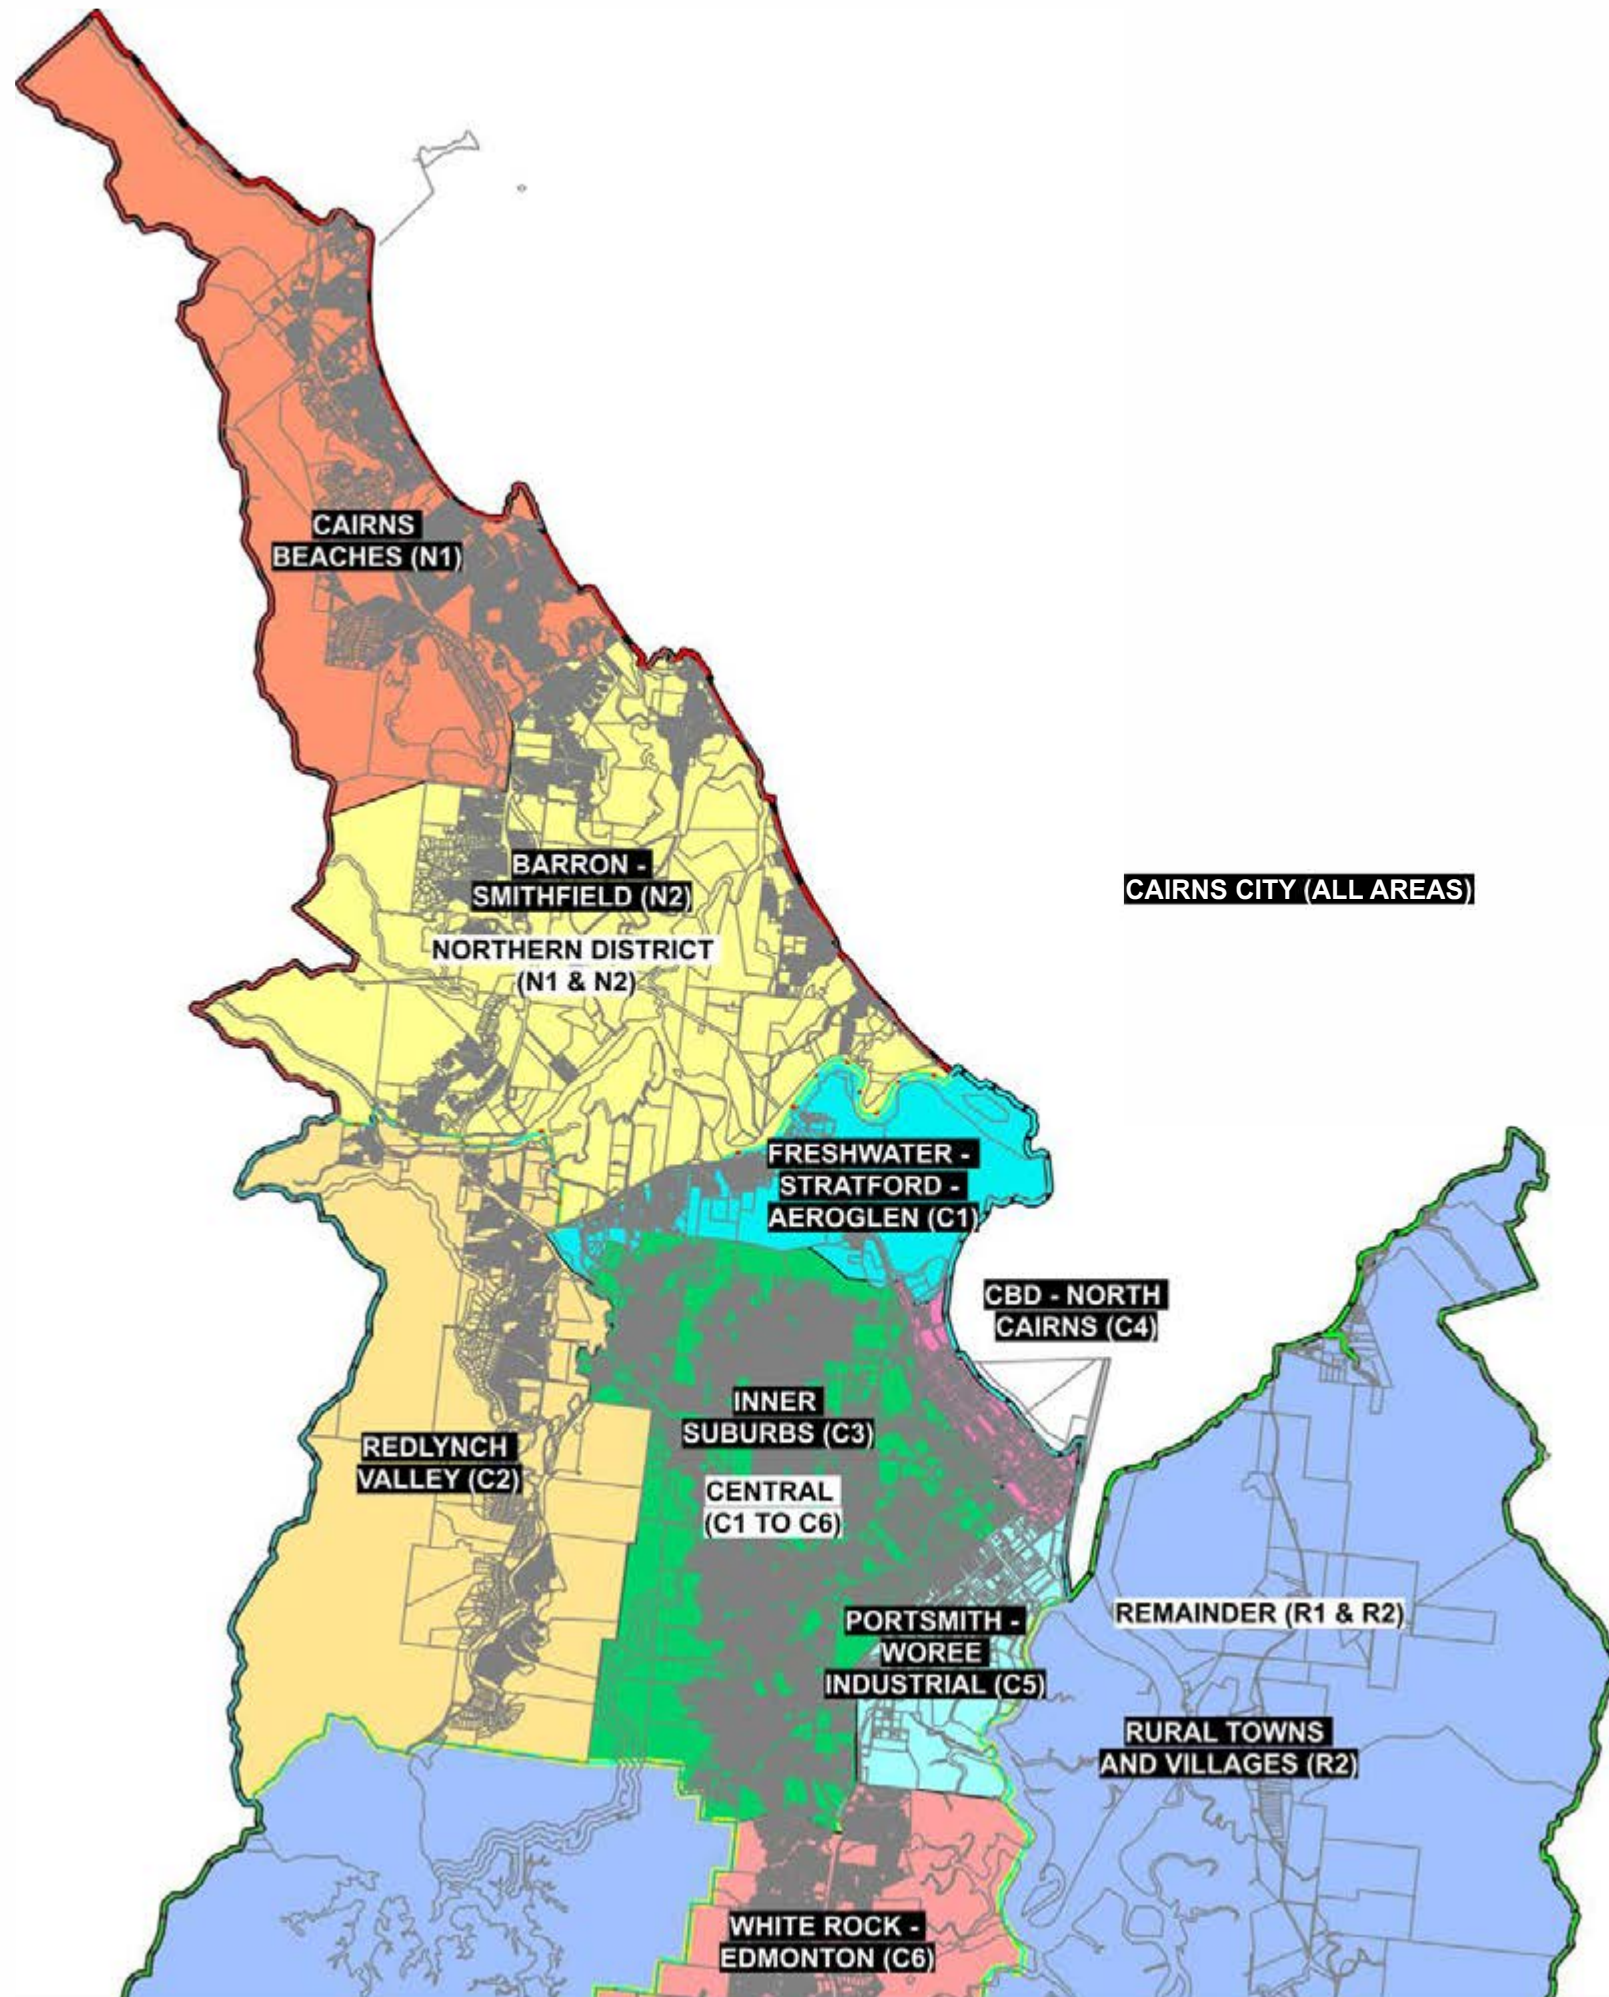 CAIRNS
BEACHES (N1)
BARRON -
SMITHFIELD (N2)
CAIRNS CITY (ALL AREAS)
NORTHERN DISTRICT
(N1 & N2)
FRESHWATER -
STRATFORD -
AEROGLEN (C1)
CBD - NORTH
CAIRNS (C4)
INNER
SUBURBS (C3)
REDLYNCH
VALLEY (C2)
CENTRAL
(C1 TO C6)
PORTSMITH -
WOREE
INDUSTRIAL (C5)
REMAINDER (R1 & R2)
RURAL TOWNS
AND VILLAGES (R2)
WHITE ROCK -
EDMONTON (C6)